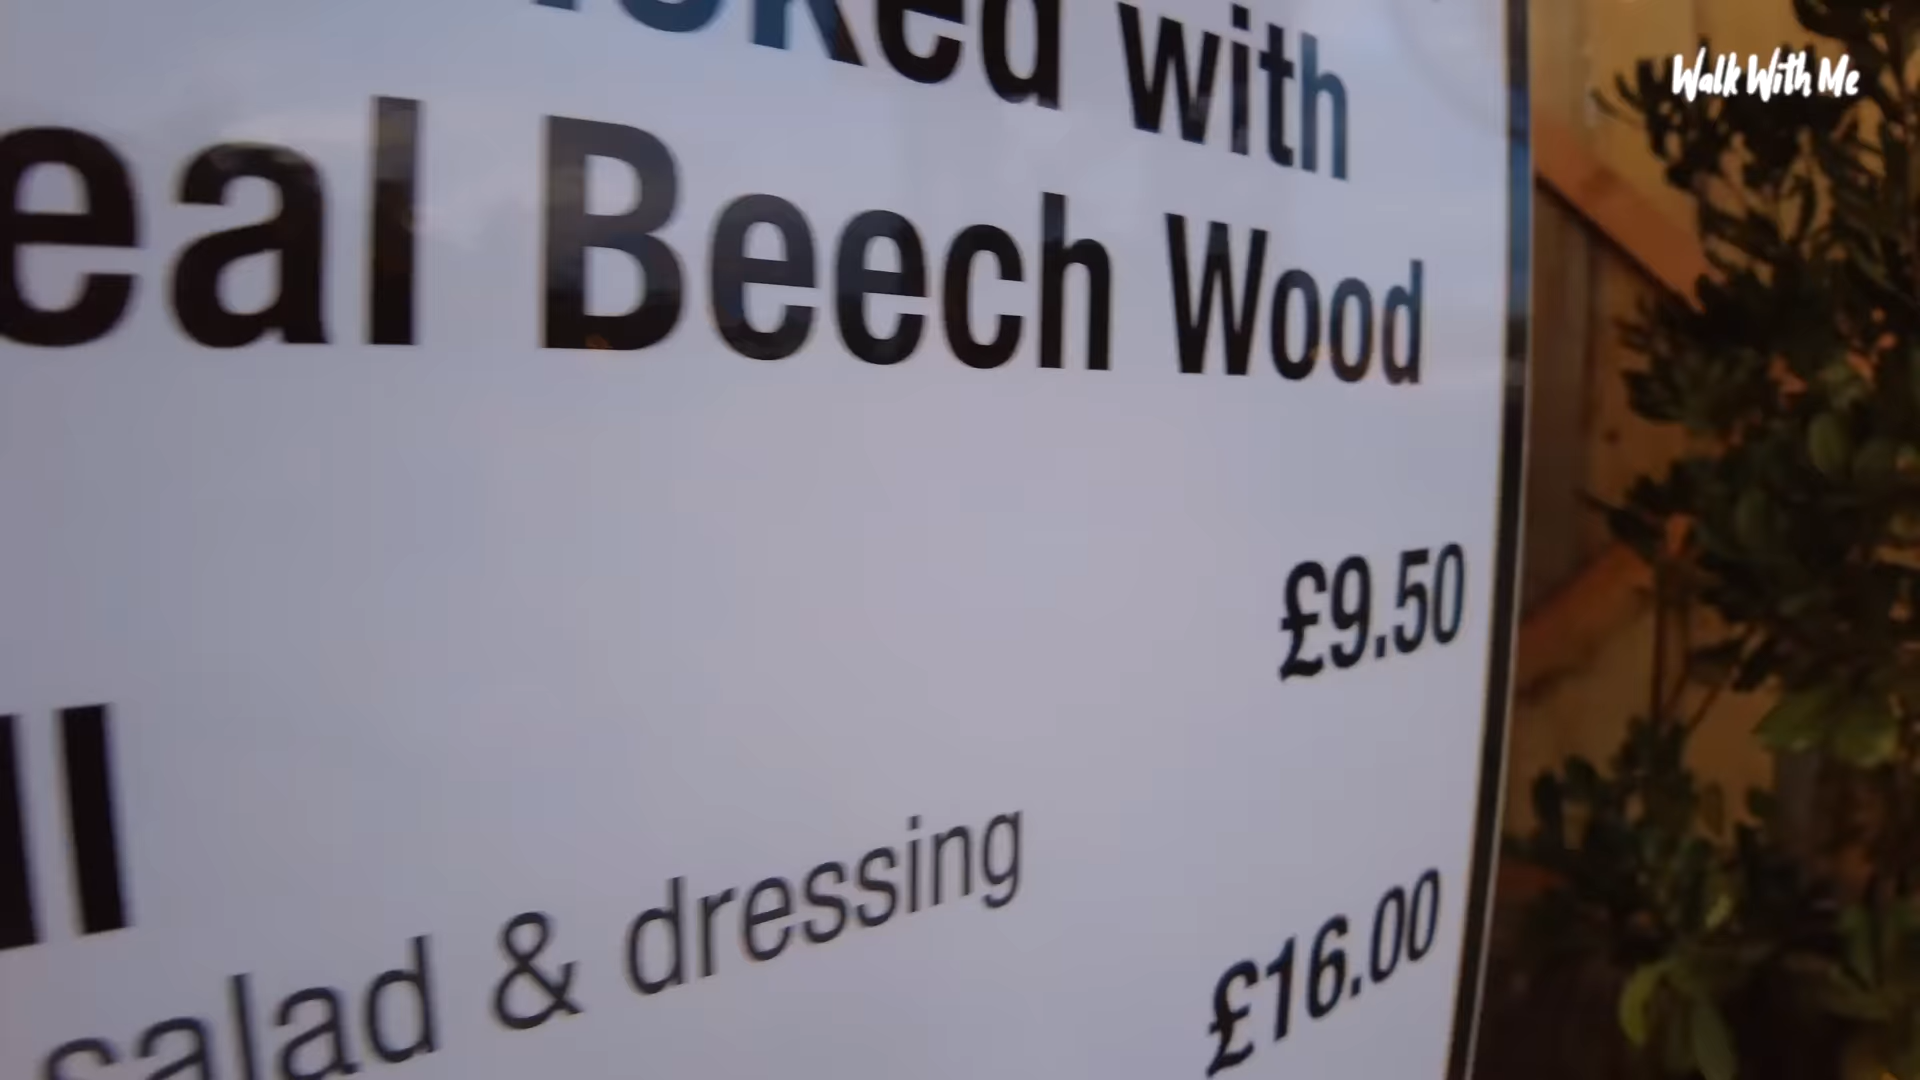 Walk With Me
with
Beech Wood
£9.50
salad & dressing
£16.00